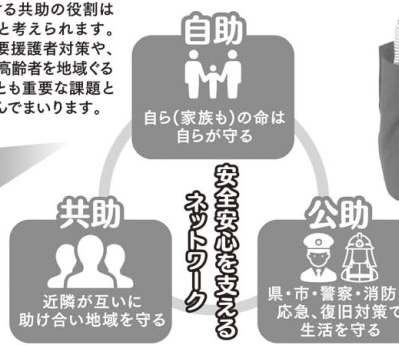 る共助の役割は
と考えられます。
要援護者対策や、
高齢者を地域ぐる
とも重要な課題と
んでまいります。
自助
自ら(家族も)の命は
自らが守る
安全安心を支える
ネットワーク
共助
近隣が互いに
助け合い地域を守る
公助
県・市・警察・消防
応急、復旧対策で
生活を守る